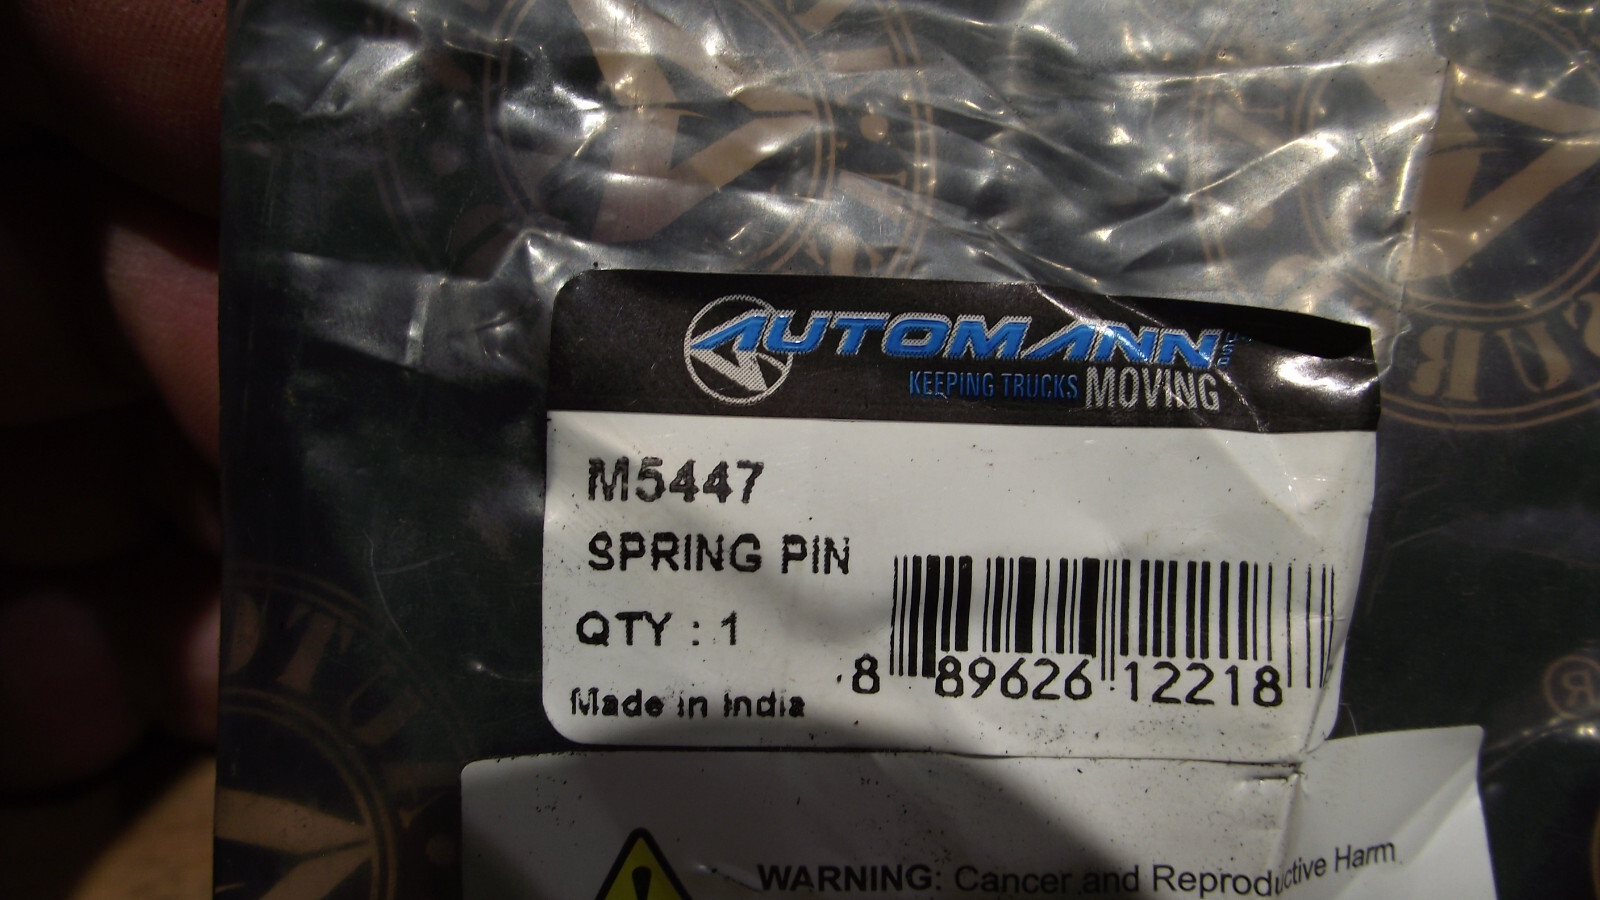 AUTOMANN
KEEPING TRUCKS MOVING
M5447
SPRING PIN
QTY : 1
8 89626 12218
Made in India
WARNING: Cancer and Reproductive Harm
®